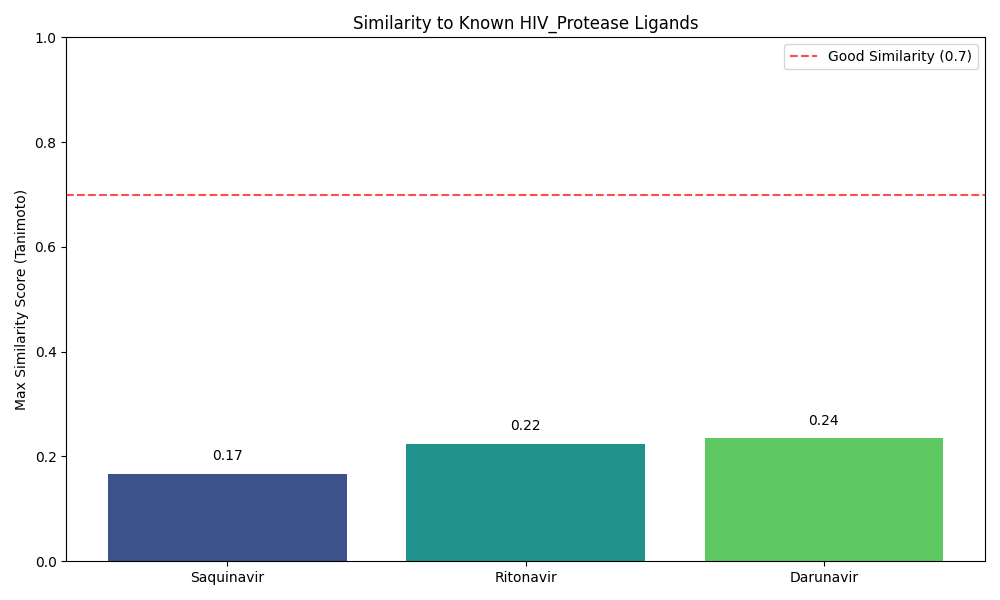 Similarity to Known HIV_Protease Ligands
Good Similarity (0.7)
Max Similarity Score (Tanimoto)
1.0
0.8
0.6
0.4
0.2
0.0
0.17
0.22
0.24
Saquinavir
Ritonavir
Darunavir